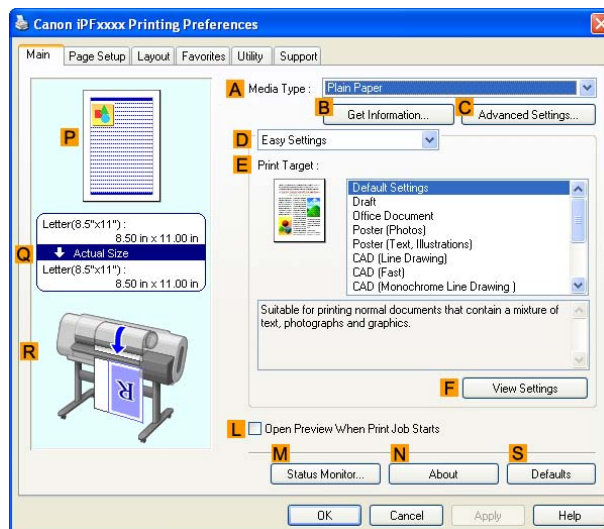 Canon iPFxxxx Printing Preferences
Main Page Setup Layout Favorites Utility Support
A Media Type : Plain Paper
B C
Get Information... Advanced Settings...
D Easy Settings
E Print Target :
P
Default Settings
Draft
Office Document
Poster (Photos)
Poster (Text, Illustrations)
CAD (Line Drawing)
CAD (Fast)
CAD (Monochrome Line Drawing )
Letter(8.5"x11") :
8.50 in x 11.00 in
Q Actual Size
Letter(8.5"x11") :
8.50 in x 11.00 in
Suitable for printing normal documents that contain a mixture of
text, photographs and graphics.
R
R
F View Settings
L Open Preview When Print Job Starts
M N S
Status Monitor... About Defaults
OK Cancel Apply Help